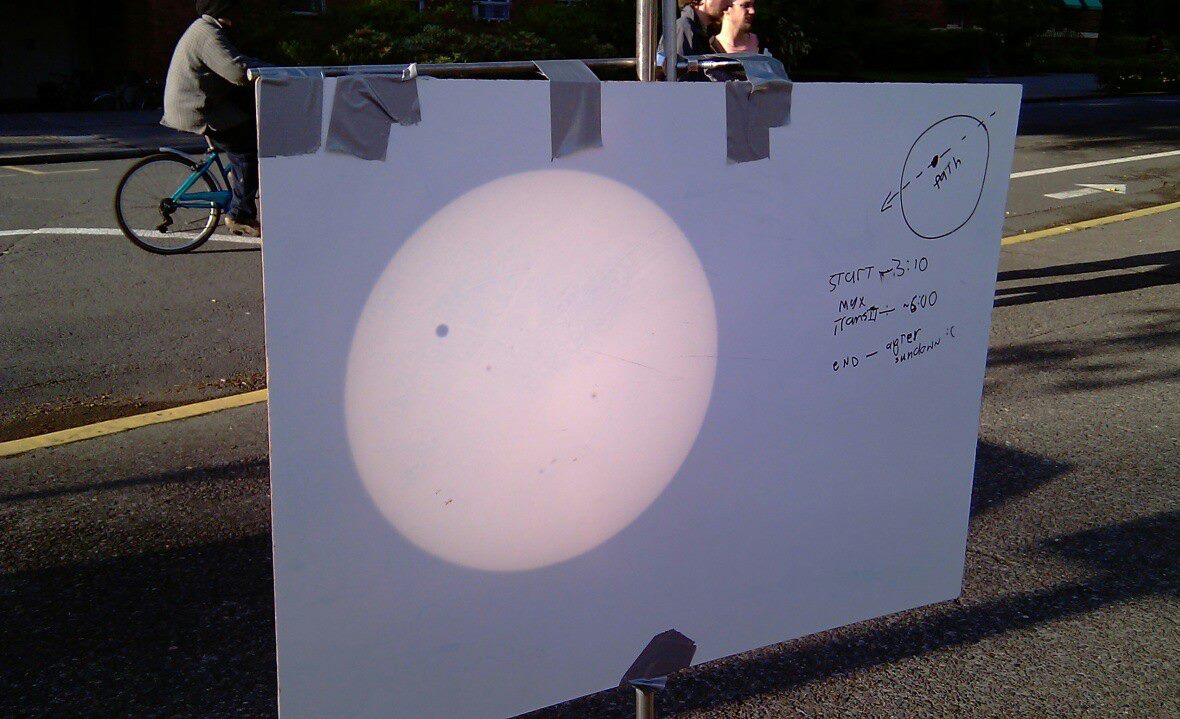 PATH
START ~3:10
MAX
TRANSIT — ~6:00
END — after
sundown :(